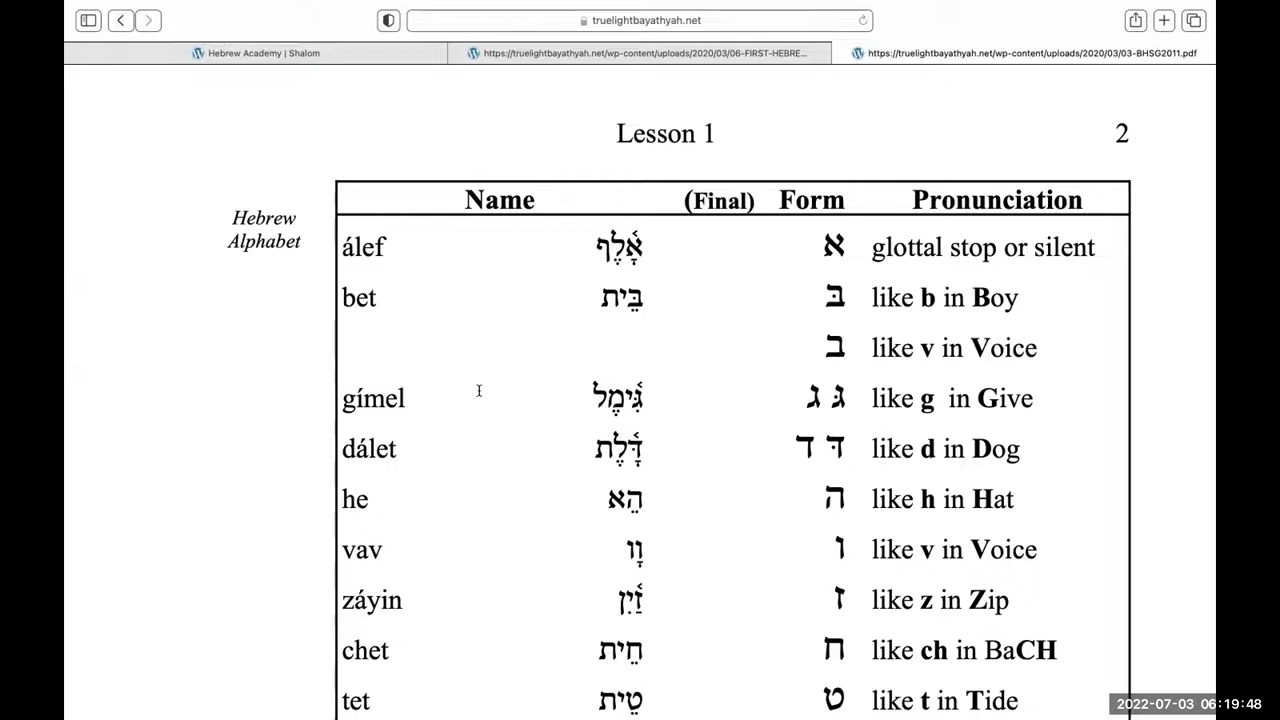 truelightbayathyah.net
Hebrew Academy | Shalom
https://truelightbayathyah.net/wp-content/uploads/2020/03/06-FIRST-HEBRE...
https://truelightbayathyah.net/wp-content/uploads/2020/03/03-BHSG2011.pdf
Lesson 1 2
Hebrew
Alphabet
Name (Final) Form Pronunciation
álef אָ֫לֶף א glottal stop or silent
bet בֵּית בּ like b in Boy
ב like v in Voice
gímel גִּ֫ימֶל גּ ג like g in Give
dálet דָּ֫לֶת דּ ד like d in Dog
he הֵא ה like h in Hat
vav וָו ו like v in Voice
záyin זַ֫יִן ז like z in Zip
chet חֵית ח like ch in BaCH
tet טֵית ט like t in Tide
2022-07-03 06:19:48